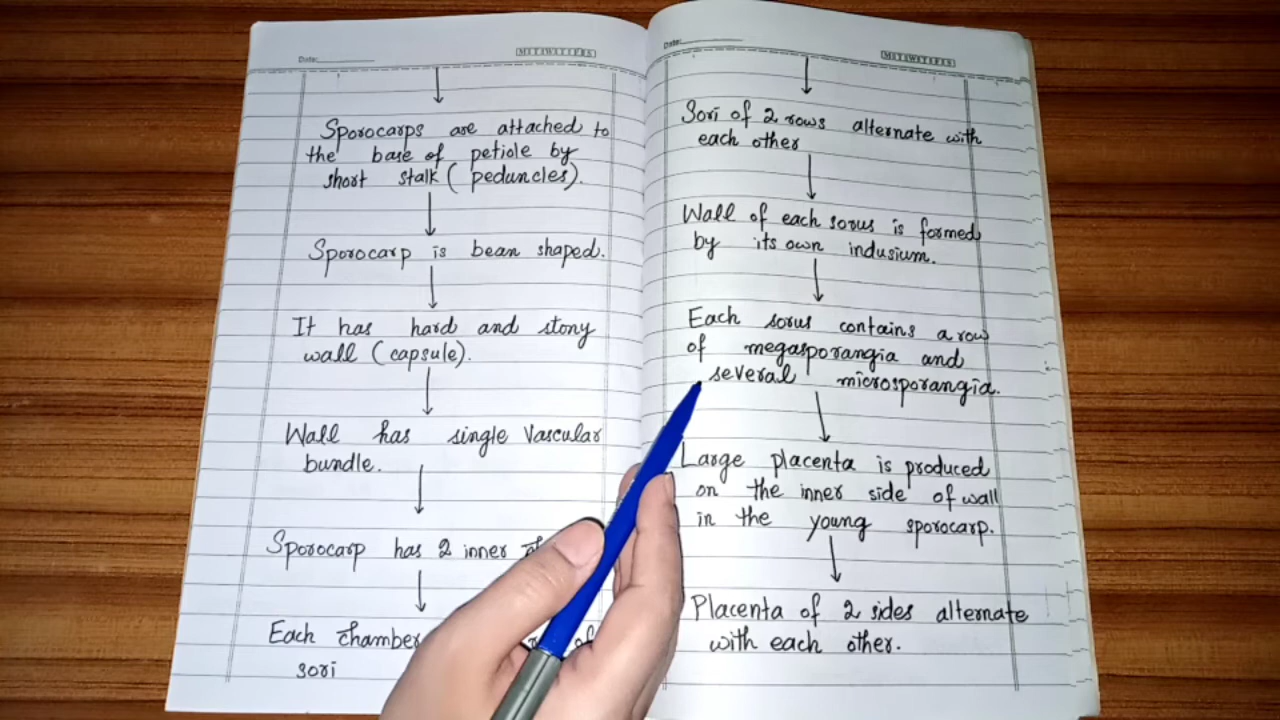 Date:
Sporocarps are attached to
the base of petiole by
short stalk (peduncles).
Sporocarp is bean shaped.
It has hard and stony
wall (capsule).
Wall has single Vascular
bundle.
Sporocarp has 2 inner
Each chamber of
sori
Date:
Sori of 2 rows alternate with
each other
Wall of each sorus is formed
by its own indusium.
Each sorus contains a row
of megasporangia and
several microsporangia.
Large placenta is produced
on the inner side of wall
in the young sporocarp.
Placenta of 2 sides alternate
with each other.